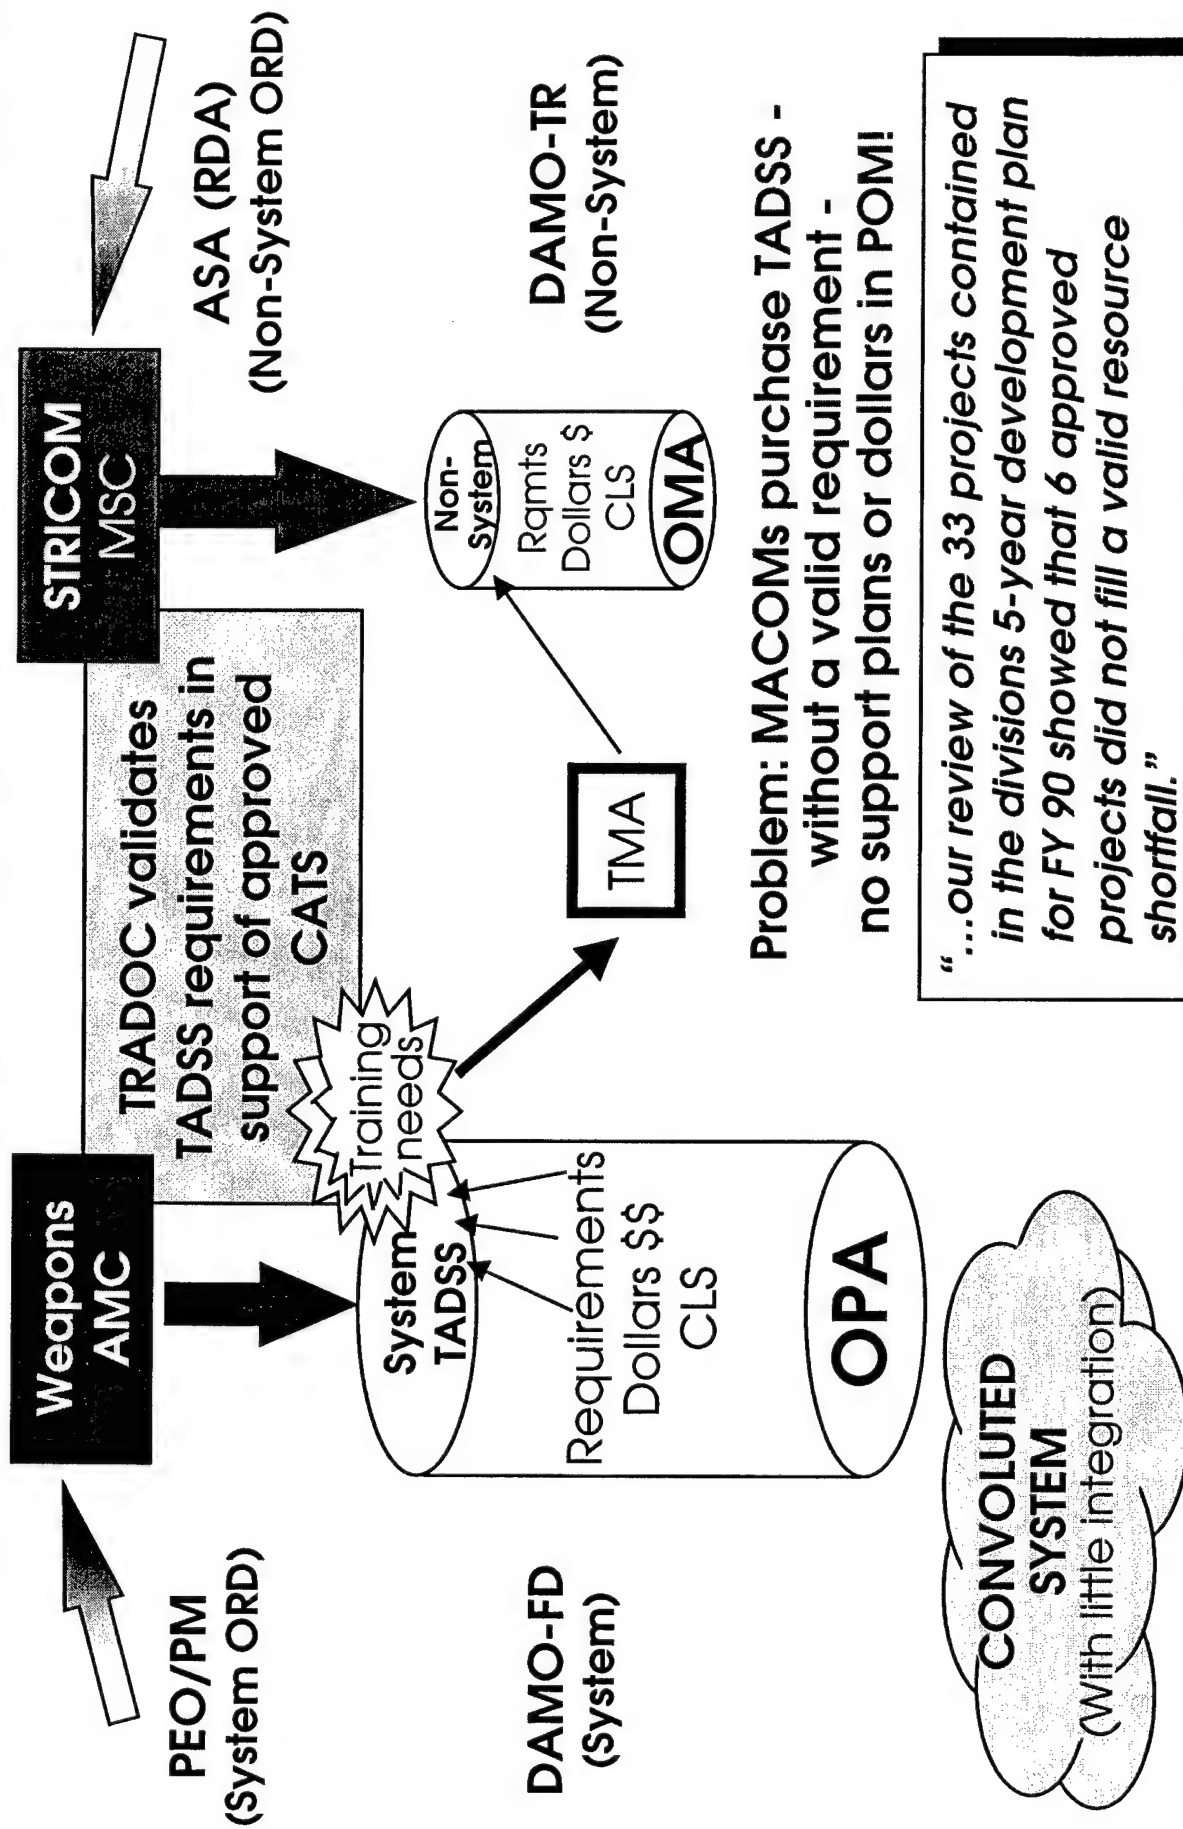 Weapons
AMC
STRICOM
MSC
TRADOC validates
TADSS requirements in
support of approved
CATS
PEO/PM
(System ORD)
ASA (RDA)
(Non-System ORD)
Training
needs
System
TADSS
Requirements
Dollars $$
CLS
OPA
TMA
Non-
System
Rqmts
Dollars $
CLS
OMA
DAMO-FD
(System)
DAMO-TR
(Non-System)
Problem: MACOMs purchase TADSS -
without a valid requirement -
no support plans or dollars in POM!
CONVOLUTED
SYSTEM
(With little integration)
“...our review of the 33 projects contained
in the divisions 5-year development plan
for FY 90 showed that 6 approved
projects did not fill a valid resource
shortfall.”